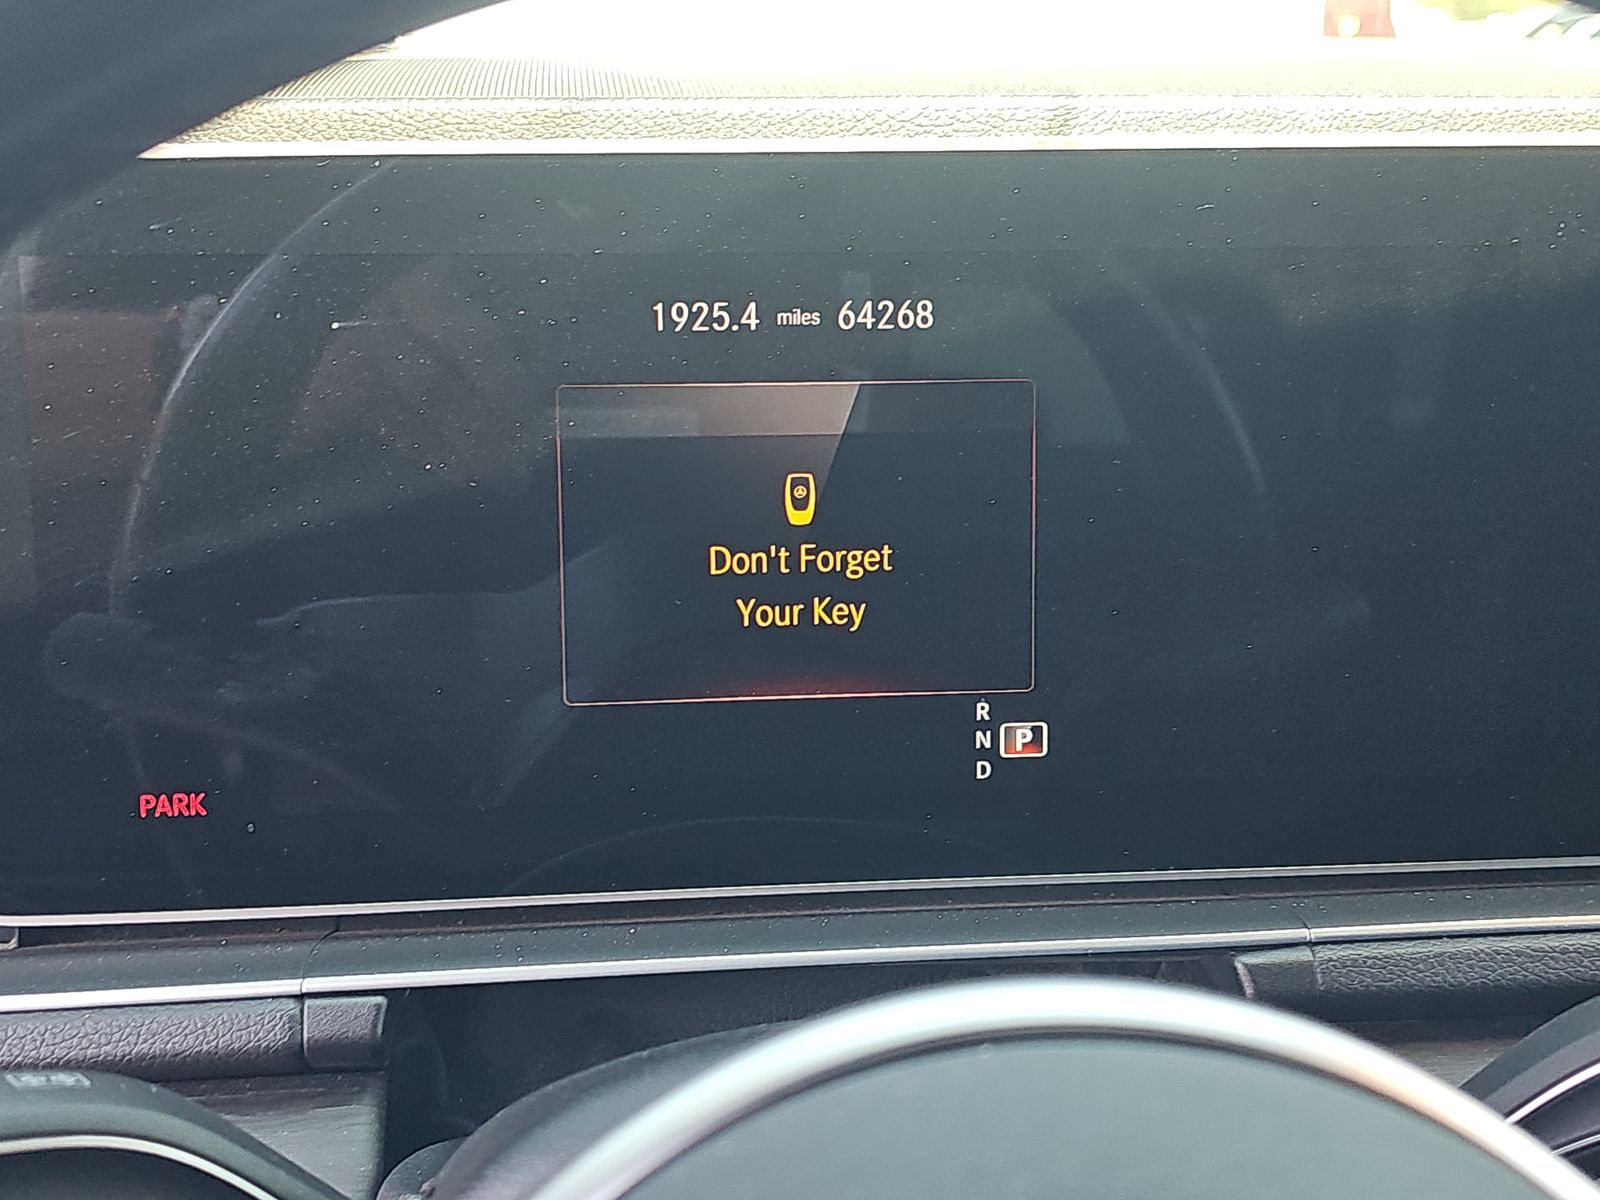 1925.4 miles 64268
Don't Forget
Your Key
R
N P
D
PARK